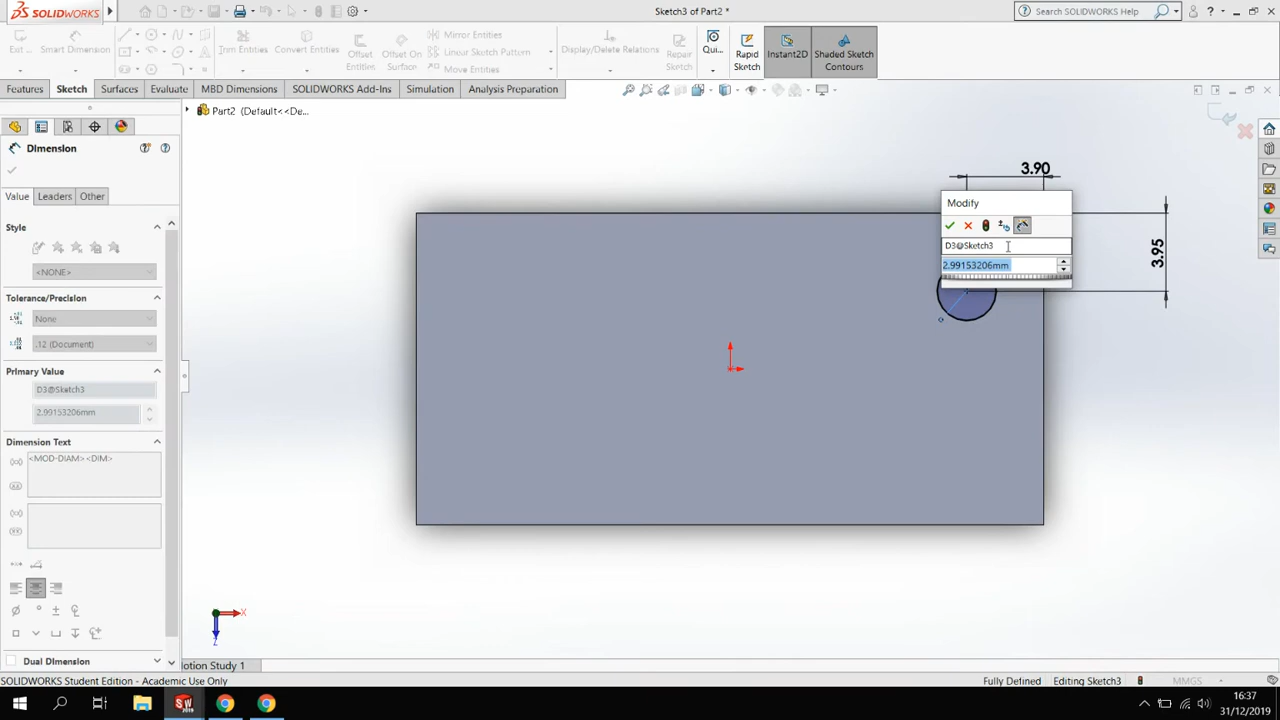 SOLIDWORKS
Sketch3 of Part2 *
Search SOLIDWORKS Help
Exit ...
Smart Dimension
Trim Entities
Convert Entities
Offset Entities
Offset On Surface
Mirror Entities
Linear Sketch Pattern
Move Entities
Display/Delete Relations
Repair Sketch
Qui...
Rapid Sketch
Instant2D
Shaded Sketch Contours
Features
Sketch
Surfaces
Evaluate
MBD Dimensions
SOLIDWORKS Add-Ins
Simulation
Analysis Preparation
Part2 (Default<<De...
Dimension
Value
Leaders
Other
Style
<NONE>
Tolerance/Precision
None
.12 (Document)
Primary Value
D3@Sketch3
2.99153206mm
Dimension Text
<MOD-DIAM><DIM>
Dual Dimension
3.90
Modify
D3@Sketch3
2.99153206mm
3.95
X
Z
otion Study 1
SOLIDWORKS Student Edition - Academic Use Only
Fully Defined
Editing Sketch3
MMGS
SW
2019
16:37
31/12/2019